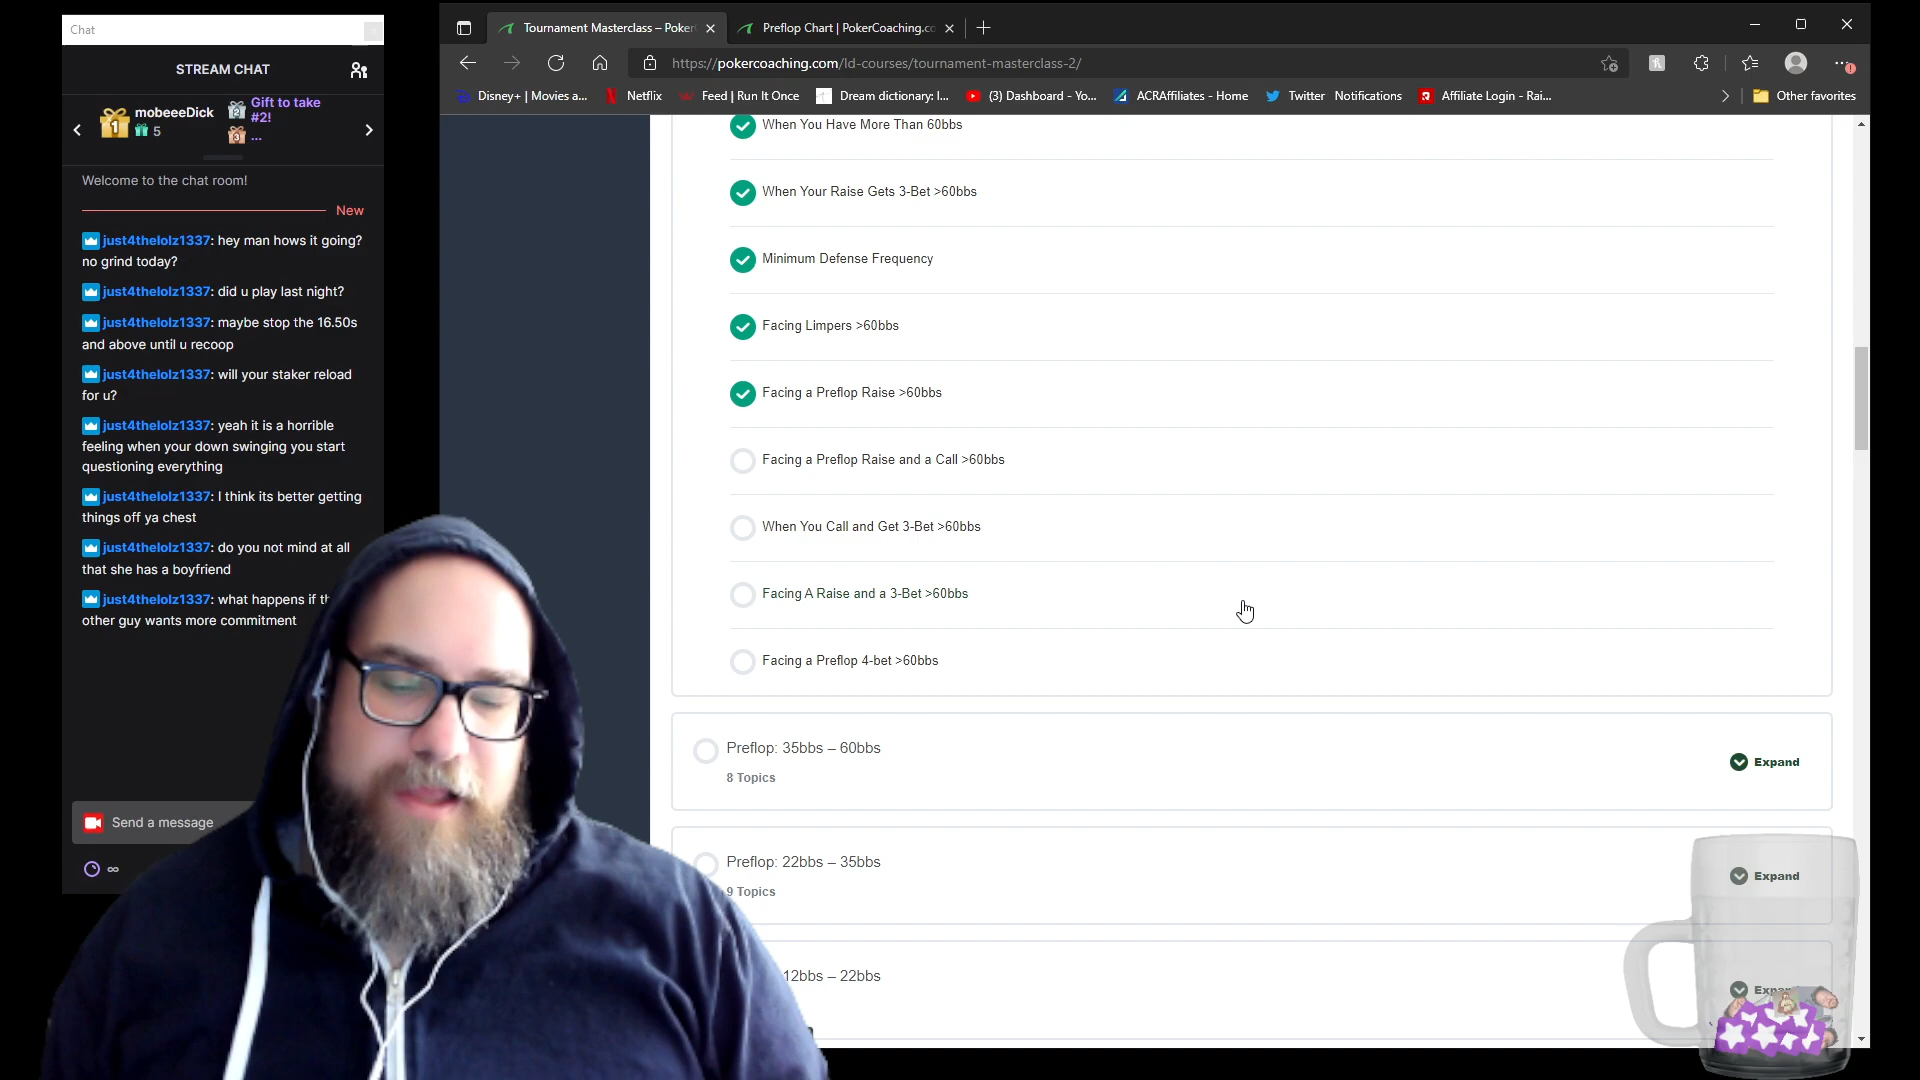 Chat
STREAM CHAT
1
mobeeeDick
5
2
Gift to take
#2!
3
...
Welcome to the chat room!
New
just4thelolz1337: hey man hows it going?
no grind today?
just4thelolz1337: did u play last night?
just4thelolz1337: maybe stop the 16.50s
and above until u recoop
just4thelolz1337: will your staker reload
for u?
just4thelolz1337: yeah it is a horrible
feeling when your down swinging you start
questioning everything
just4thelolz1337: I think its better getting
things off ya chest
just4thelolz1337: do you not mind at all
that she has a boyfriend
just4thelolz1337: what happens if
other guy wants more commitment
Send a message
∞
Tournament Masterclass – Poker
Preflop Chart | PokerCoaching.co
https://pokercoaching.com/ld-courses/tournament-masterclass-2/
Disney+ | Movies a...
Netflix
Feed | Run It Once
Dream dictionary: I...
(3) Dashboard - Yo...
ACRAffiliates - Home
Twitter
Notifications
Affiliate Login - Rai...
Other favorites
When You Have More Than 60bbs
When Your Raise Gets 3-Bet >60bbs
Minimum Defense Frequency
Facing Limpers >60bbs
Facing a Preflop Raise >60bbs
Facing a Preflop Raise and a Call >60bbs
When You Call and Get 3-Bet >60bbs
Facing A Raise and a 3-Bet >60bbs
Facing a Preflop 4-bet >60bbs
Preflop: 35bbs – 60bbs
8 Topics
Expand
Preflop: 22bbs – 35bbs
9 Topics
Expand
12bbs – 22bbs